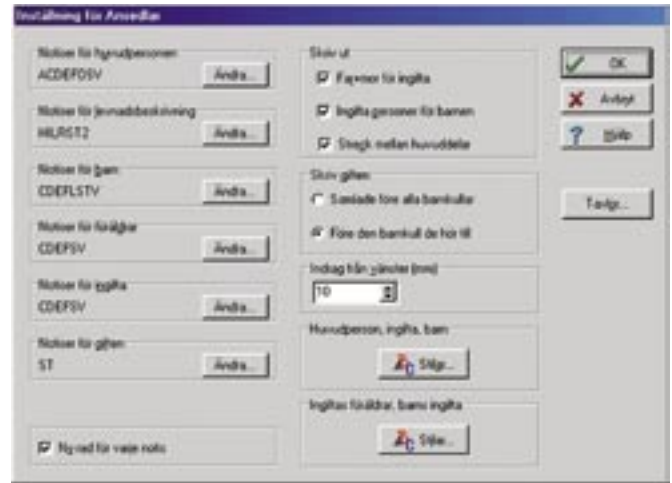 Inställning för Ansedlar
Notiser för huvudpersonen
ACDEFOSV
Ändra...
Notiser för levnadsbeskrivning
HILRST2
Ändra...
Notiser för barn
CDEFLSTV
Ändra...
Notiser för föräldrar
CDEFSV
Ändra...
Notiser för ingifta
CDEFSV
Ändra...
Notiser för giften
ST
Ändra...
Ny rad för varje notis
Skriv ut
Far+mor för ingifta
Ingifta personer för barnen
Streck mellan huvuddelar
Skriv giften
Samlade före alla barnkullar
Före den barnkull de hör till
Indrag från vänster (mm)
10
Huvudperson, ingifta, barn
Stilar...
Ingiftas föräldrar, barns ingifta
Stilar...
OK
Avbryt
Hjälp